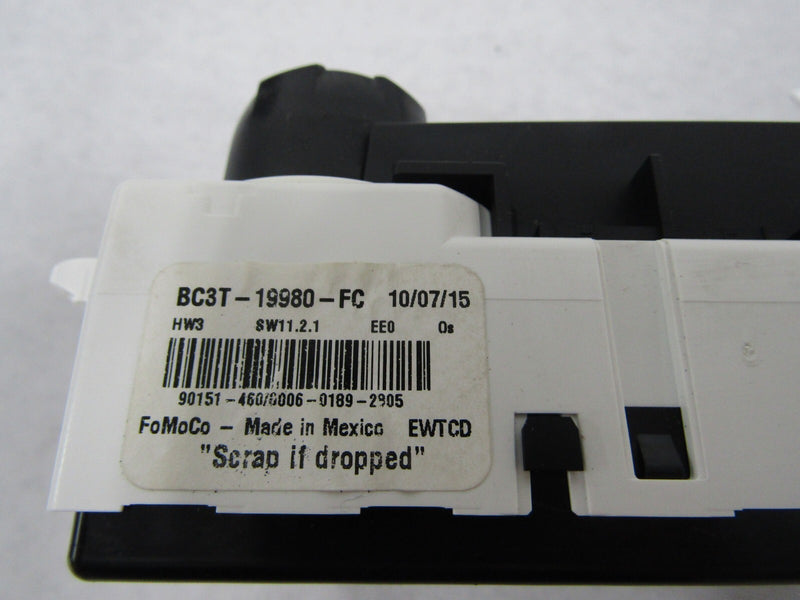 BC3T-19980-FC 10/07/15
HW3 SW11.2.1 EE0 0s
90151-460/0006-0189-2905
FoMoCo - Made in Mexico EWTCD
"Scrap if dropped"